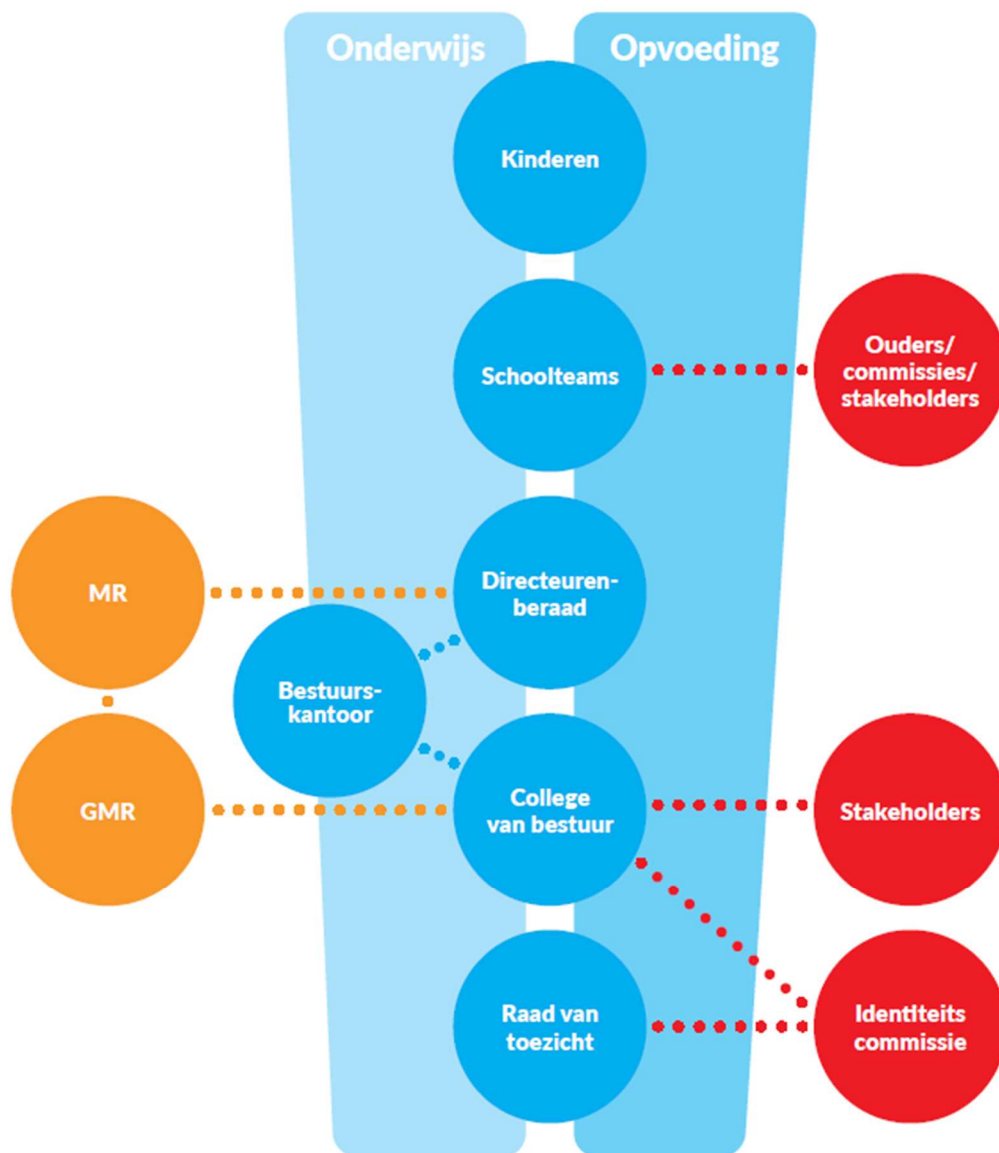 Onderwijs
Opvoeding
Kinderen
Schoolteams
Ouders/
commissies/
stakeholders
MR
Directeuren-
beraad
Bestuurs-
kantoor
GMR
College
van bestuur
Stakeholders
Raad van
toezicht
Identiteits
commissie